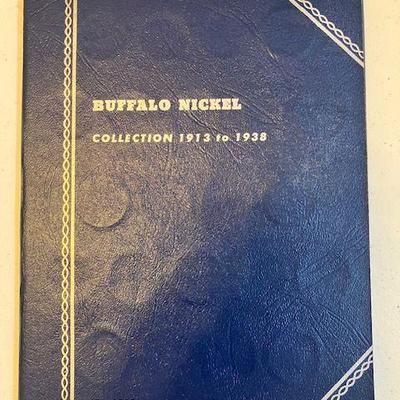 BUFFALO NICKEL
COLLECTION 1913 to 1938